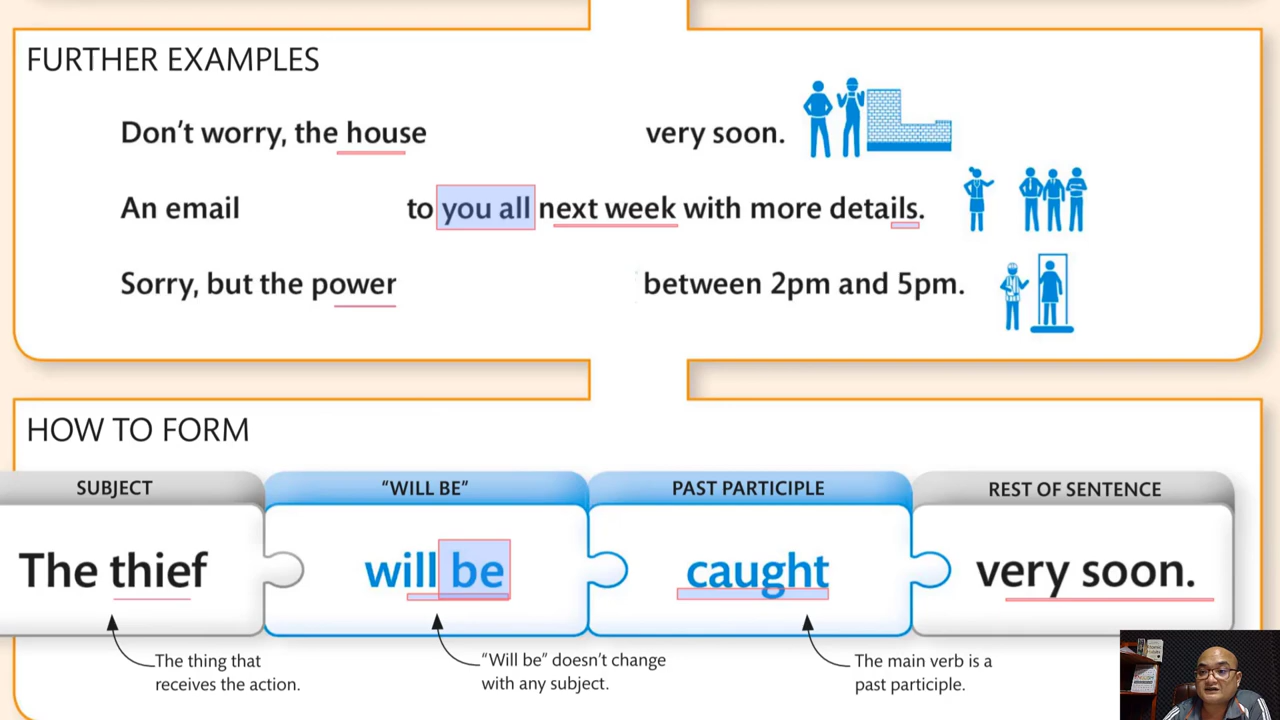 FURTHER EXAMPLES
Don't worry, the house very soon.
An email to you all next week with more details.
Sorry, but the power between 2pm and 5pm.
HOW TO FORM
SUBJECT
"WILL BE"
PAST PARTICIPLE
REST OF SENTENCE
The thief
will be
caught
very soon.
The thing that
receives the action.
"Will be" doesn't change
with any subject.
The main verb is a
past participle.